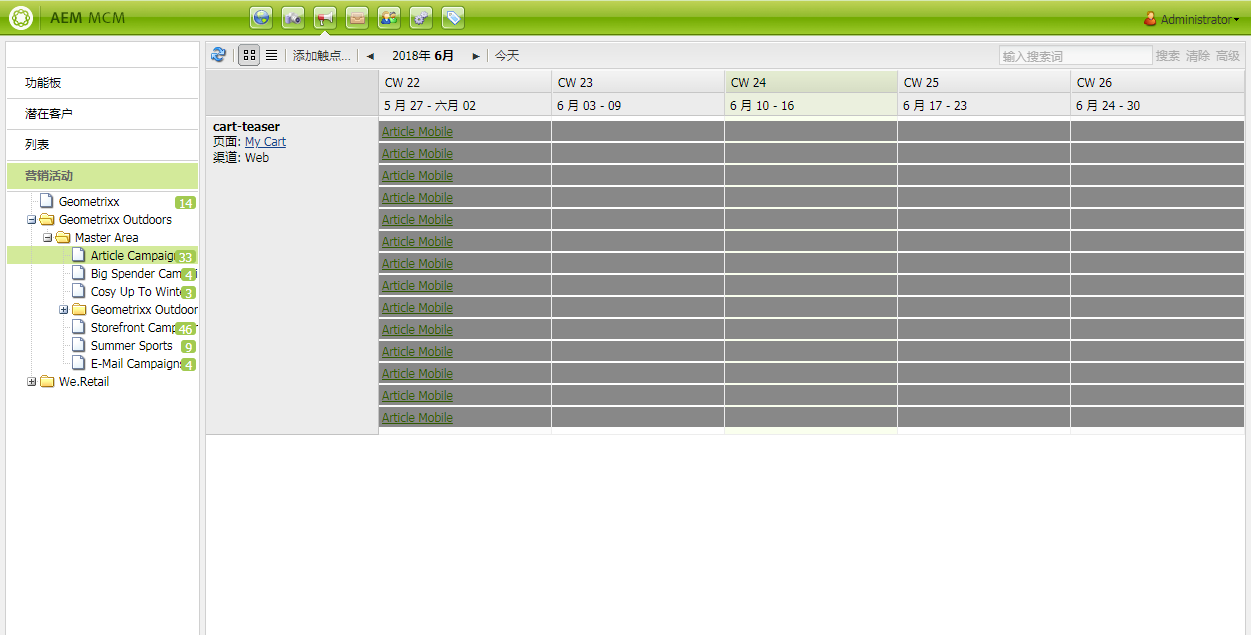 AEM MCM
Administrator
功能板
潜在客户
列表
营销活动
Geometrixx 14
Geometrixx Outdoors
Master Area
Article Campaig 33
Big Spender Cam 4
Cosy Up To Wint 3
Geometrixx Outdoor
Storefront Camp 46
Summer Sports 9
E-Mail Campaigns 4
We.Retail
添加触点... 2018年 6月 今天
输入搜索词 搜索 清除 高级
CW 22 CW 23 CW 24 CW 25 CW 26
5 月 27 - 六月 02 6 月 03 - 09 6 月 10 - 16 6 月 17 - 23 6 月 24 - 30
cart-teaser
页面: My Cart
渠道: Web
Article Mobile
Article Mobile
Article Mobile
Article Mobile
Article Mobile
Article Mobile
Article Mobile
Article Mobile
Article Mobile
Article Mobile
Article Mobile
Article Mobile
Article Mobile
Article Mobile